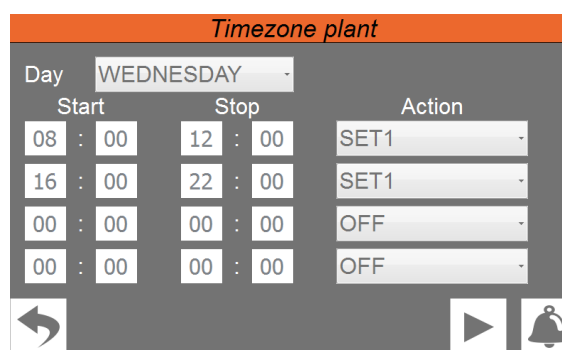 Timezone plant
Day WEDNESDAY
Start Stop Action
08 : 00 12 : 00 SET1
16 : 00 22 : 00 SET1
00 : 00 00 : 00 OFF
00 : 00 00 : 00 OFF